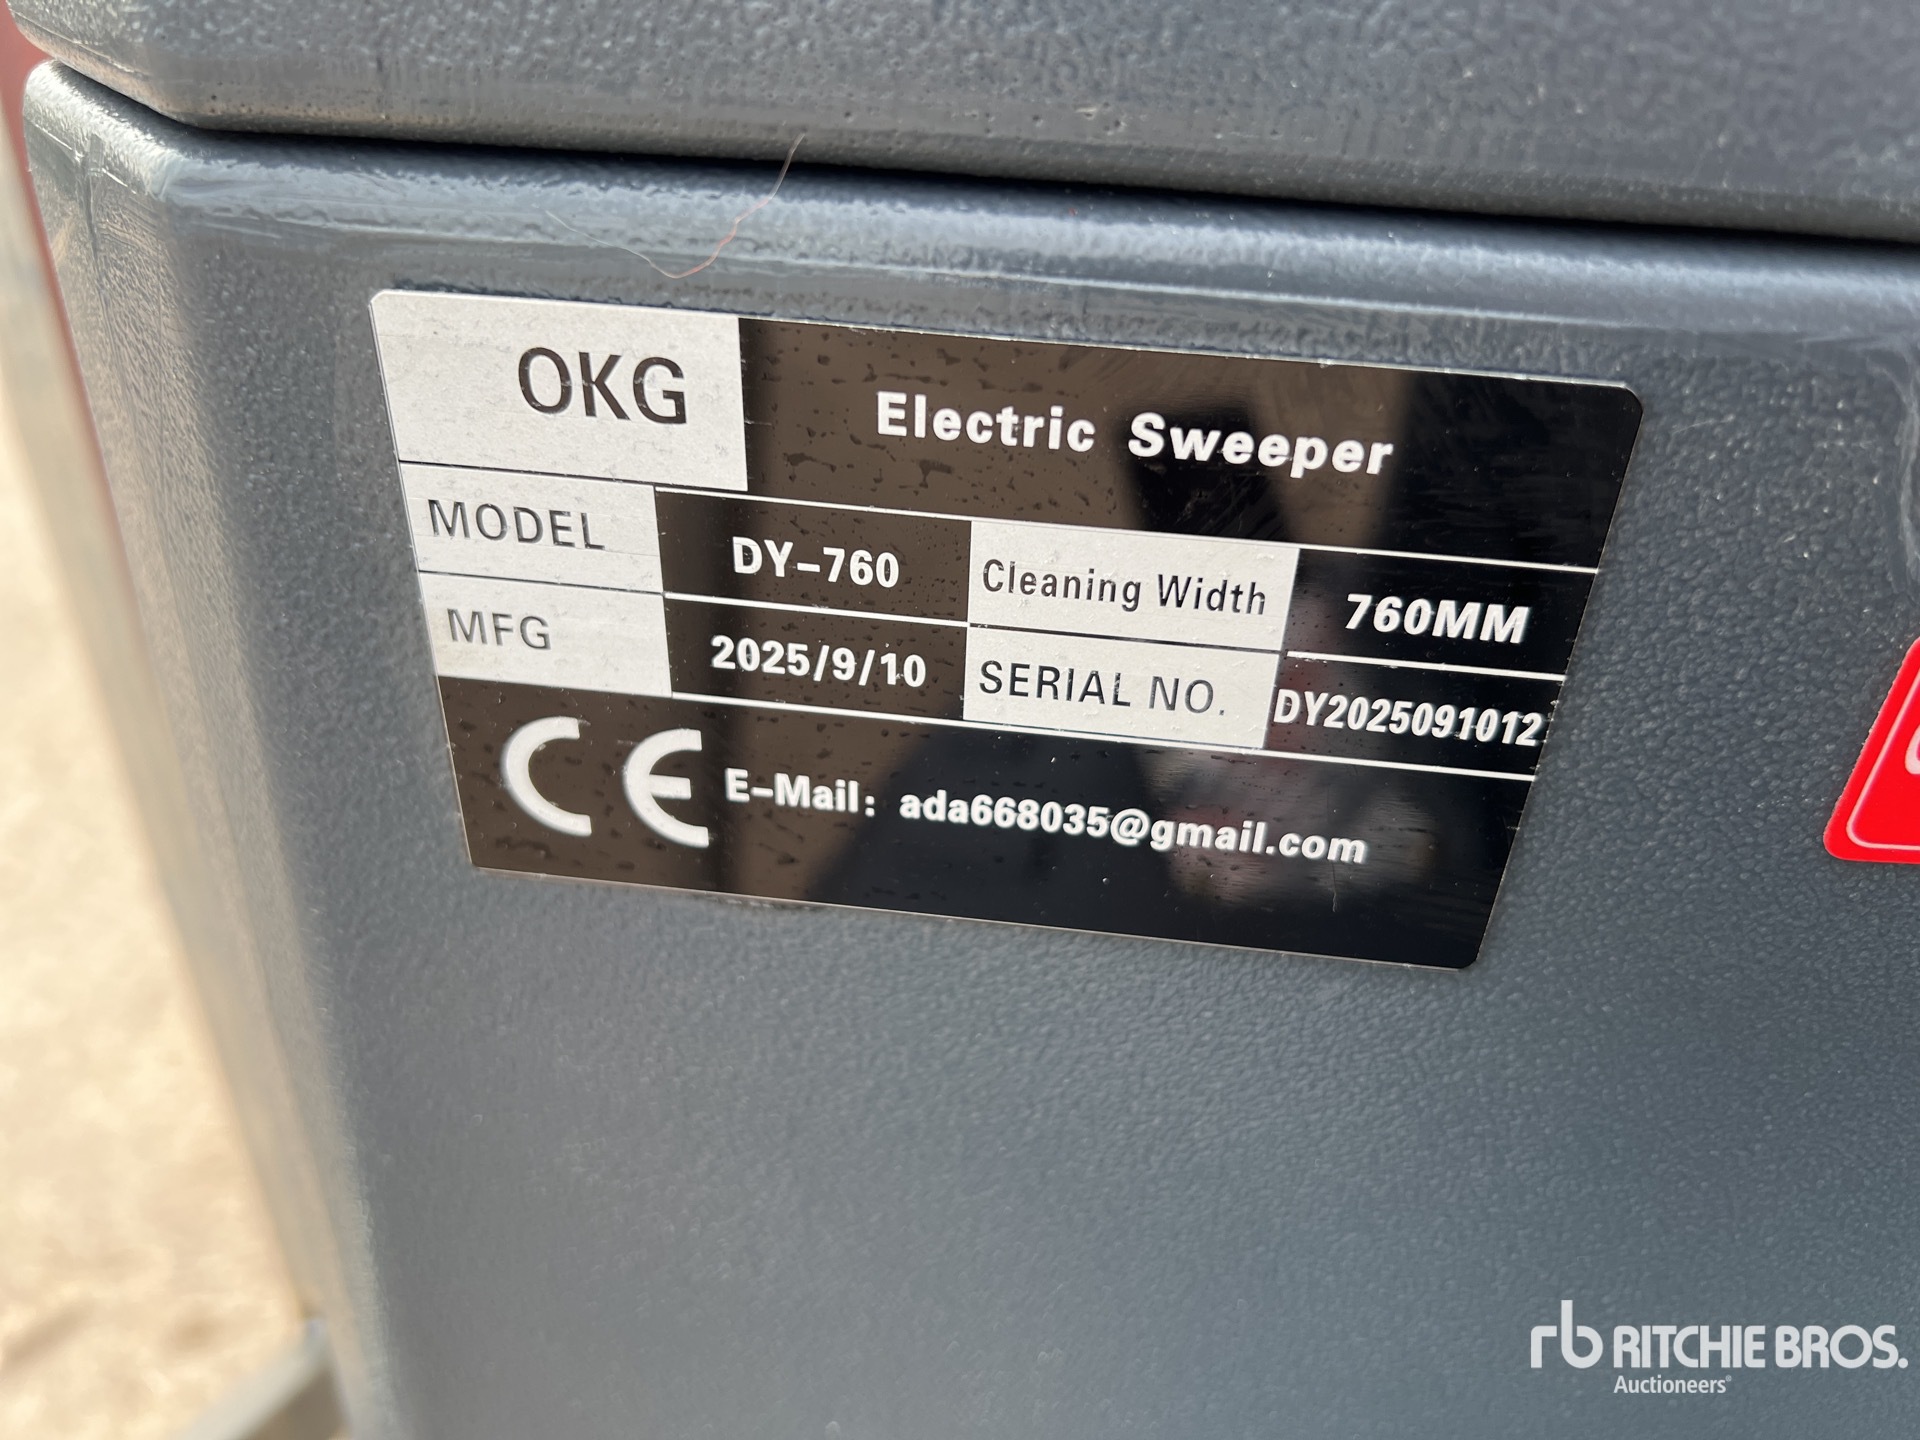 OKG Electric Sweeper
MODEL DY-760 Cleaning Width 760MM
MFG 2025/9/10 SERIAL NO. DY2025091012
CE E-Mail: ada668035@gmail.com
rb RITCHIE BROS.
Auctioneers®